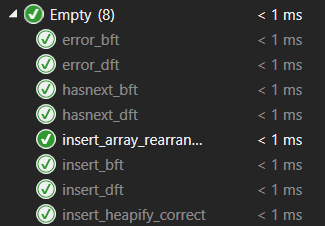 Empty (8) < 1 ms
error_bft < 1 ms
error_dft < 1 ms
hasnext_bft < 1 ms
hasnext_dft < 1 ms
insert_array_rearran... < 1 ms
insert_bft < 1 ms
insert_dft < 1 ms
insert_heapify_correct < 1 ms